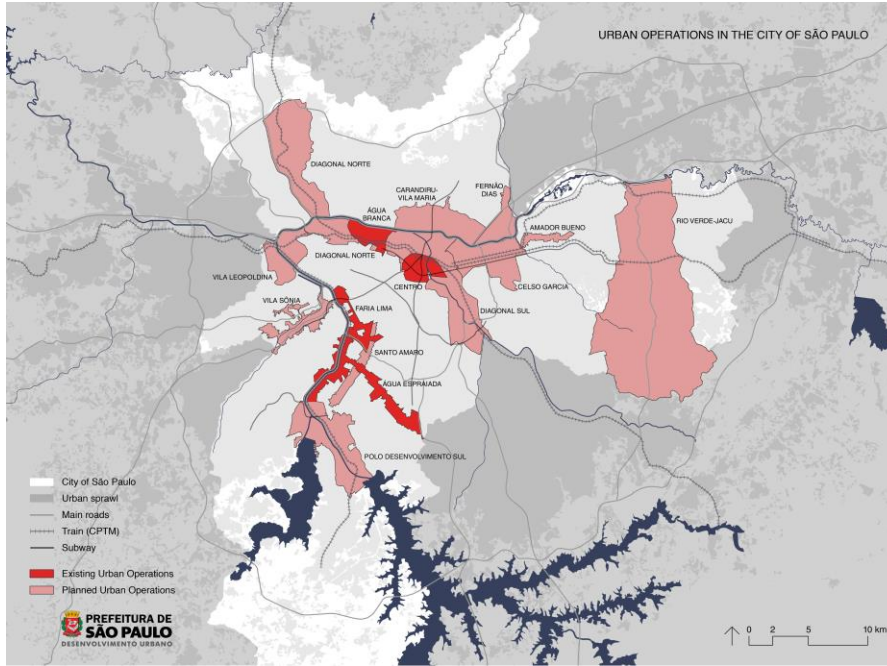 URBAN OPERATIONS IN THE CITY OF SÃO PAULO
DIAGONAL NORTE
CARANDIRU-
VILA MARIA
FERNÃO
DIAS
ÁGUA
BRANCA
AMADOR BUENO
RIO VERDE-JACU
DIAGONAL NORTE
VILA LEOPOLDINA
CENTRO
CELSO GARCIA
VILA SÔNIA
FARIA LIMA
DIAGONAL SUL
SANTO AMARO
ÁGUA ESPRAIADA
POLO DESENVOLVIMENTO SUL
City of São Paulo
Urban sprawl
Main roads
Train (CPTM)
Subway
Existing Urban Operations
Planned Urban Operations
PREFEITURA DE
SÃO PAULO
DESENVOLVIMENTO URBANO
0 2 5 10 km